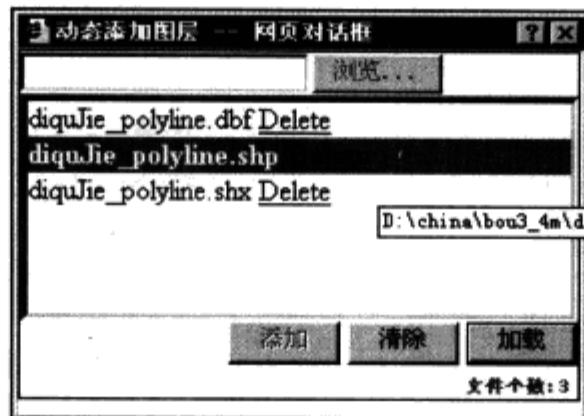 动态添加图层 -- 网页对话框
浏览...
diquJie_polyline.dbf Delete
diquJie_polyline.shp
diquJie_polyline.shx Delete
D:\china\bou3_4m\d
添加 清除 加载
文件个数:3